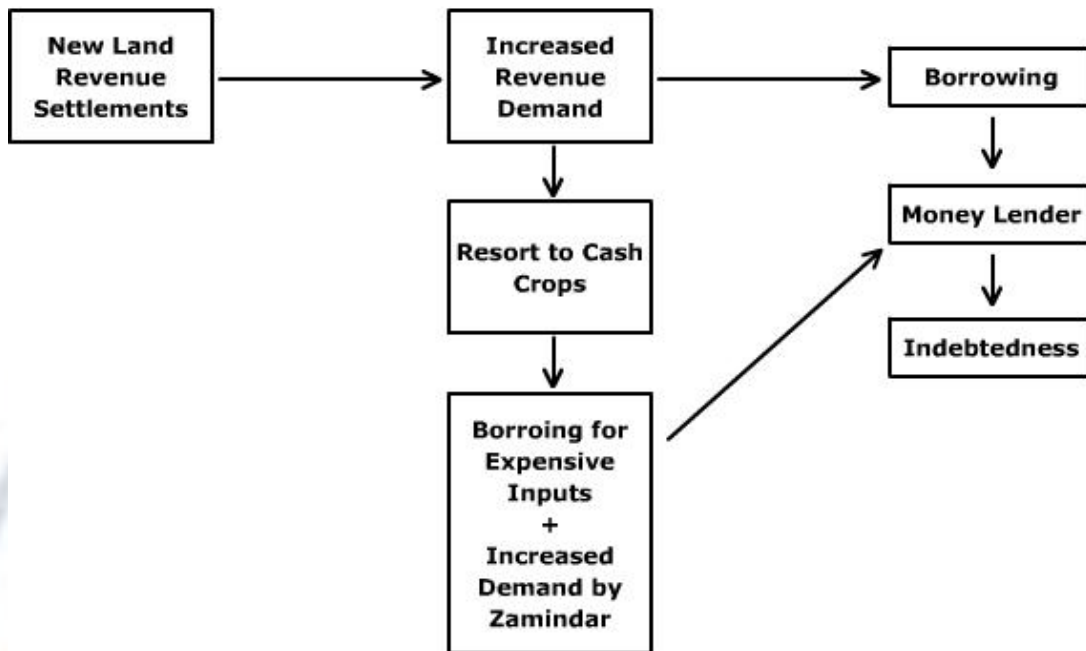 New Land
Revenue
Settlements
Increased
Revenue
Demand
Borrowing
Resort to Cash
Crops
Money Lender
Indebtedness
Borroing for
Expensive
Inputs
+
Increased
Demand by
Zamindar